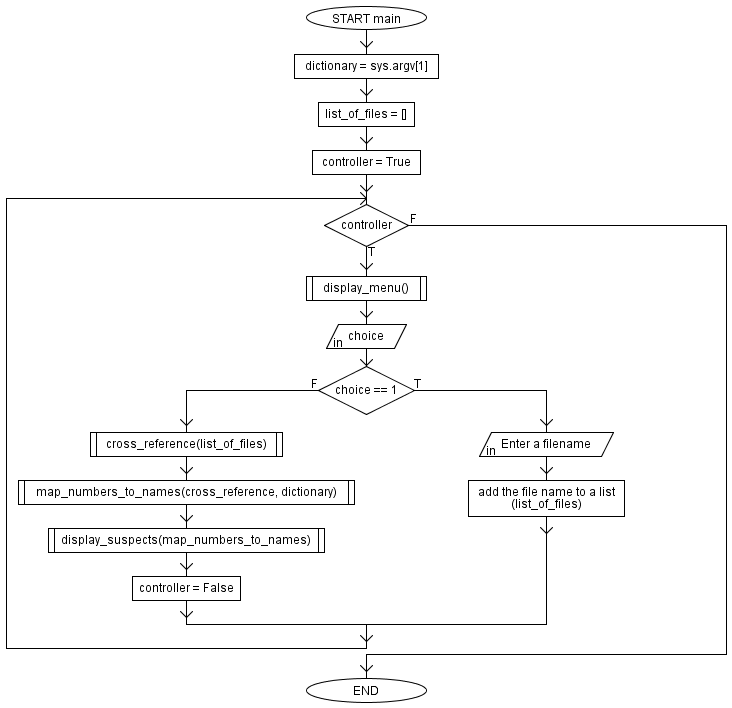 START main
dictionary = sys.argv[1]
list_of_files = []
controller = True
controller
F
T
display_menu()
choice
in
F
choice == 1
T
cross_reference(list_of_files)
Enter a filename
in
map_numbers_to_names(cross_reference, dictionary)
add the file name to a list
(list_of_files)
display_suspects(map_numbers_to_names)
controller = False
END